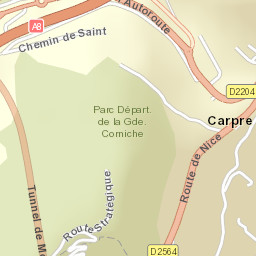 Autoroute
A8
Chemin de Saint
D2204
Parc Départ.
de la Gde.
Corniche
Carpre
Route de Nice
Tunnel de Mo
Route
Stratégique
D2564